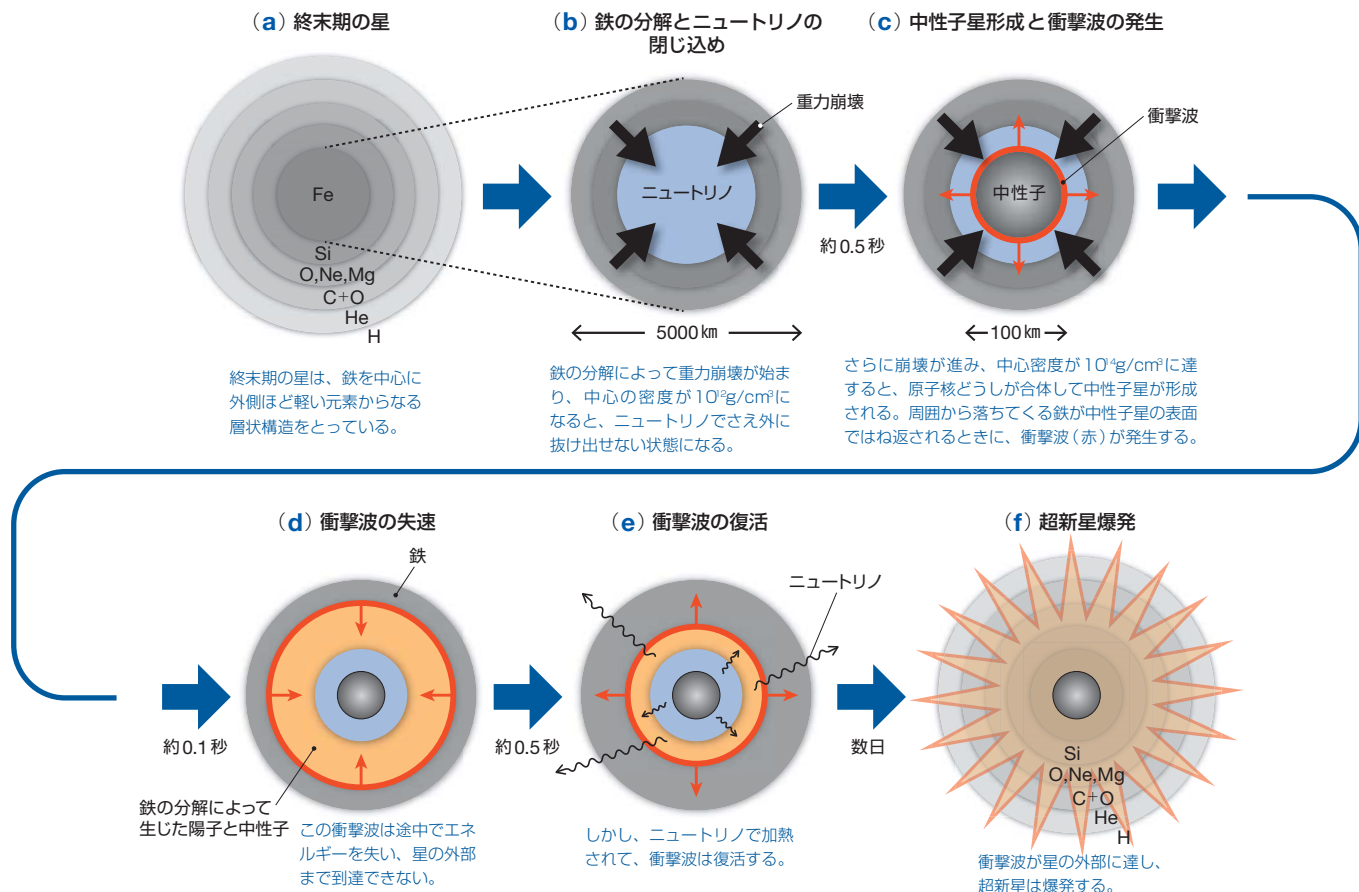 (a) 終末期の星
Fe
Si
O,Ne,Mg
C+O
He
H
終末期の星は、鉄を中心に
外側ほど軽い元素からなる
層状構造をとっている。
(b) 鉄の分解とニュートリノの
閉じ込め
重力崩壊
ニュートリノ
5000km
鉄の分解によって重力崩壊が始ま
り、中心の密度が10¹²g/cm³に
なると、ニュートリノでさえ外に
抜け出せない状態になる。
約0.5秒
(c) 中性子星形成と衝撃波の発生
衝撃波
中性子
100km
さらに崩壊が進み、中心密度が10¹⁴g/cm³に達
すると、原子核どうしが合体して中性子星が形成
される。周囲から落ちてくる鉄が中性子星の表面
ではね返されるときに、衝撃波(赤)が発生する。
約0.1秒
(d) 衝撃波の失速
鉄
鉄の分解によって
生じた陽子と中性子
この衝撃波は途中でエネ
ルギーを失い、星の外部
まで到達できない。
約0.5秒
(e) 衝撃波の復活
ニュートリノ
しかし、ニュートリノで加熱
されて、衝撃波は復活する。
数日
(f) 超新星爆発
Si
O,Ne,Mg
C+O
He
H
衝撃波が星の外部に達し、
超新星は爆発する。